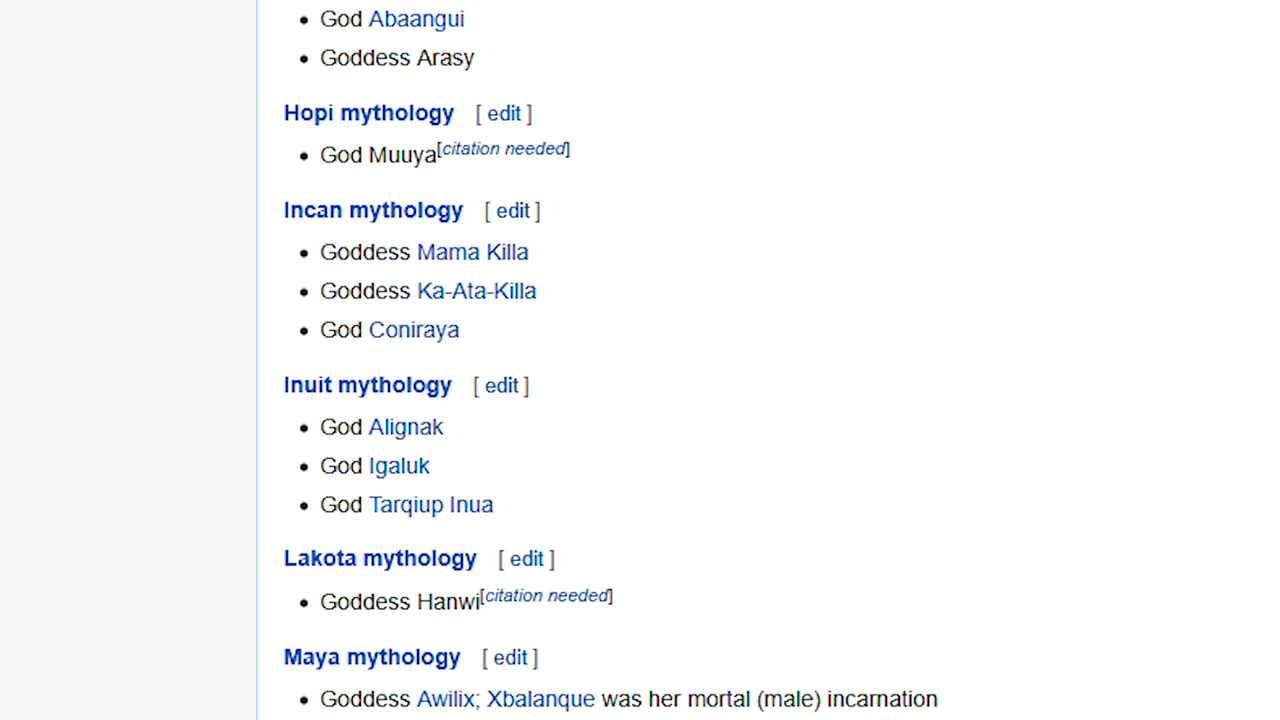 God Abaangui
Goddess Arasy
Hopi mythology [ edit ]
God Muuya[citation needed]
Incan mythology [ edit ]
Goddess Mama Killa
Goddess Ka-Ata-Killa
God Coniraya
Inuit mythology [ edit ]
God Alignak
God Igaluk
God Tarqiup Inua
Lakota mythology [ edit ]
Goddess Hanwi[citation needed]
Maya mythology [ edit ]
Goddess Awilix; Xbalanque was her mortal (male) incarnation